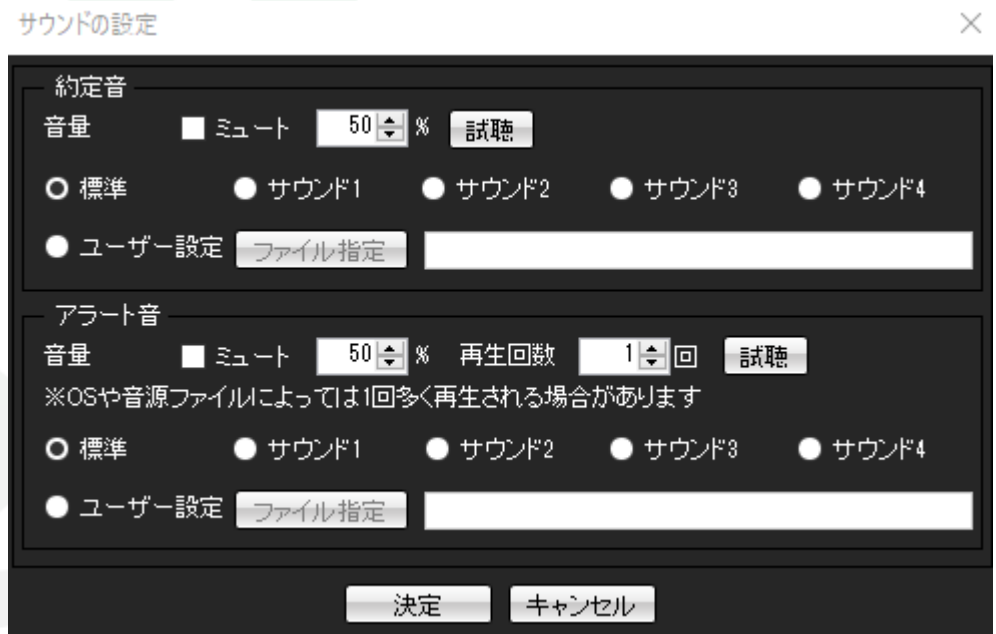 サウンドの設定
約定音
音量 ミュート 50 % 試聴
標準 サウンド1 サウンド2 サウンド3 サウンド4
ユーザー設定 ファイル指定
アラート音
音量 ミュート 50 % 再生回数 1 回 試聴
※OSや音源ファイルによっては1回多く再生される場合があります
標準 サウンド1 サウンド2 サウンド3 サウンド4
ユーザー設定 ファイル指定
決定 キャンセル